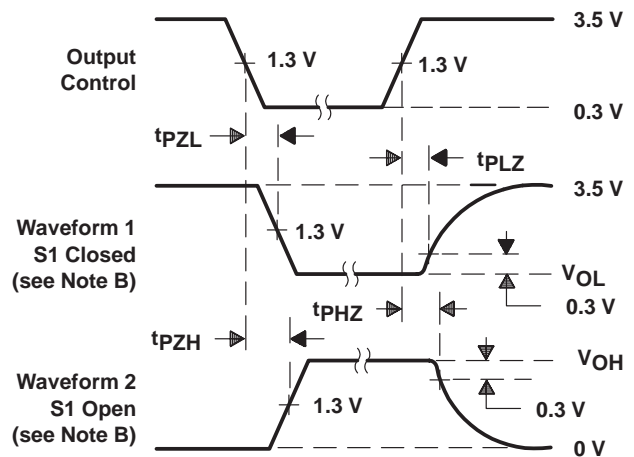 3.5 V
Output
Control
1.3 V
1.3 V
0.3 V
tPZL
tPLZ
3.5 V
Waveform 1
S1 Closed
(see Note B)
1.3 V
VOL
0.3 V
tPHZ
tPZH
VOH
Waveform 2
S1 Open
(see Note B)
1.3 V
0.3 V
0 V